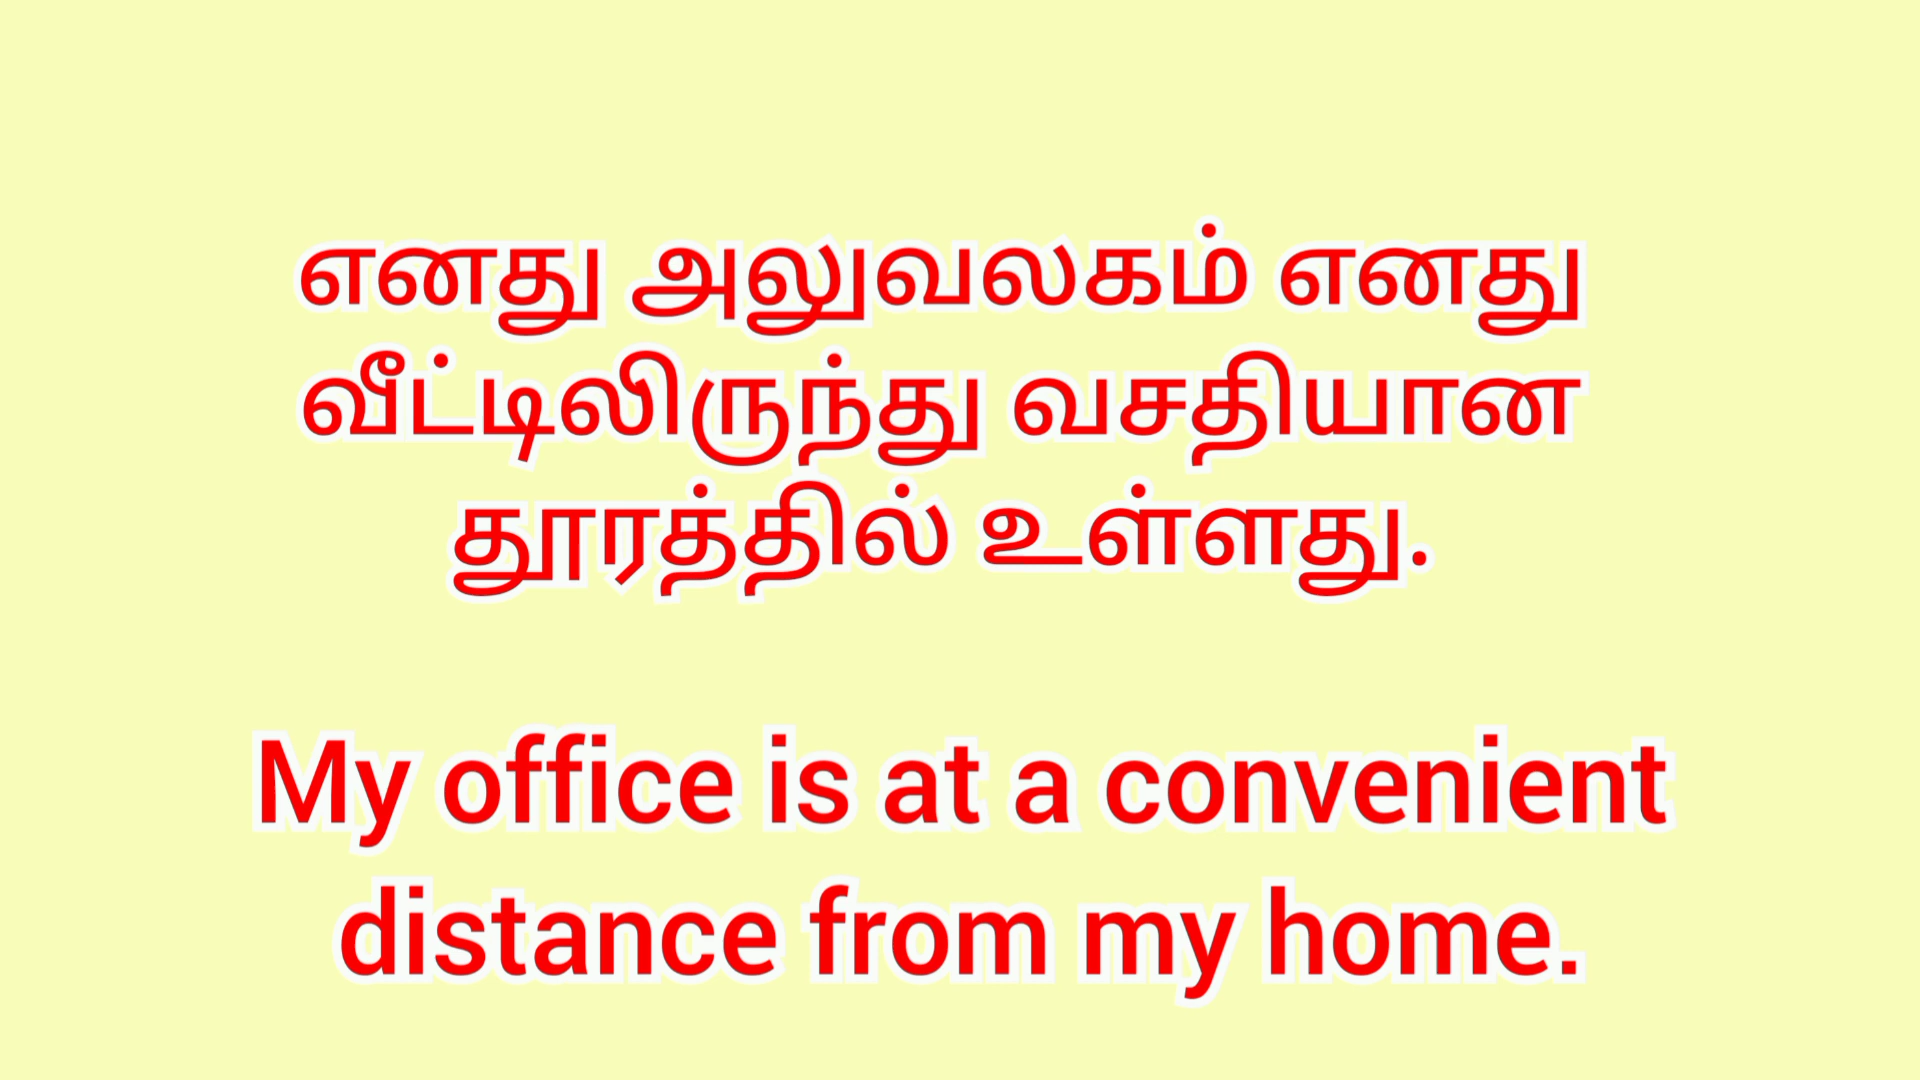 எனது அலுவலகம் எனது
வீட்டிலிருந்து வசதியான
தூரத்தில் உள்ளது.
My office is at a convenient
distance from my home.